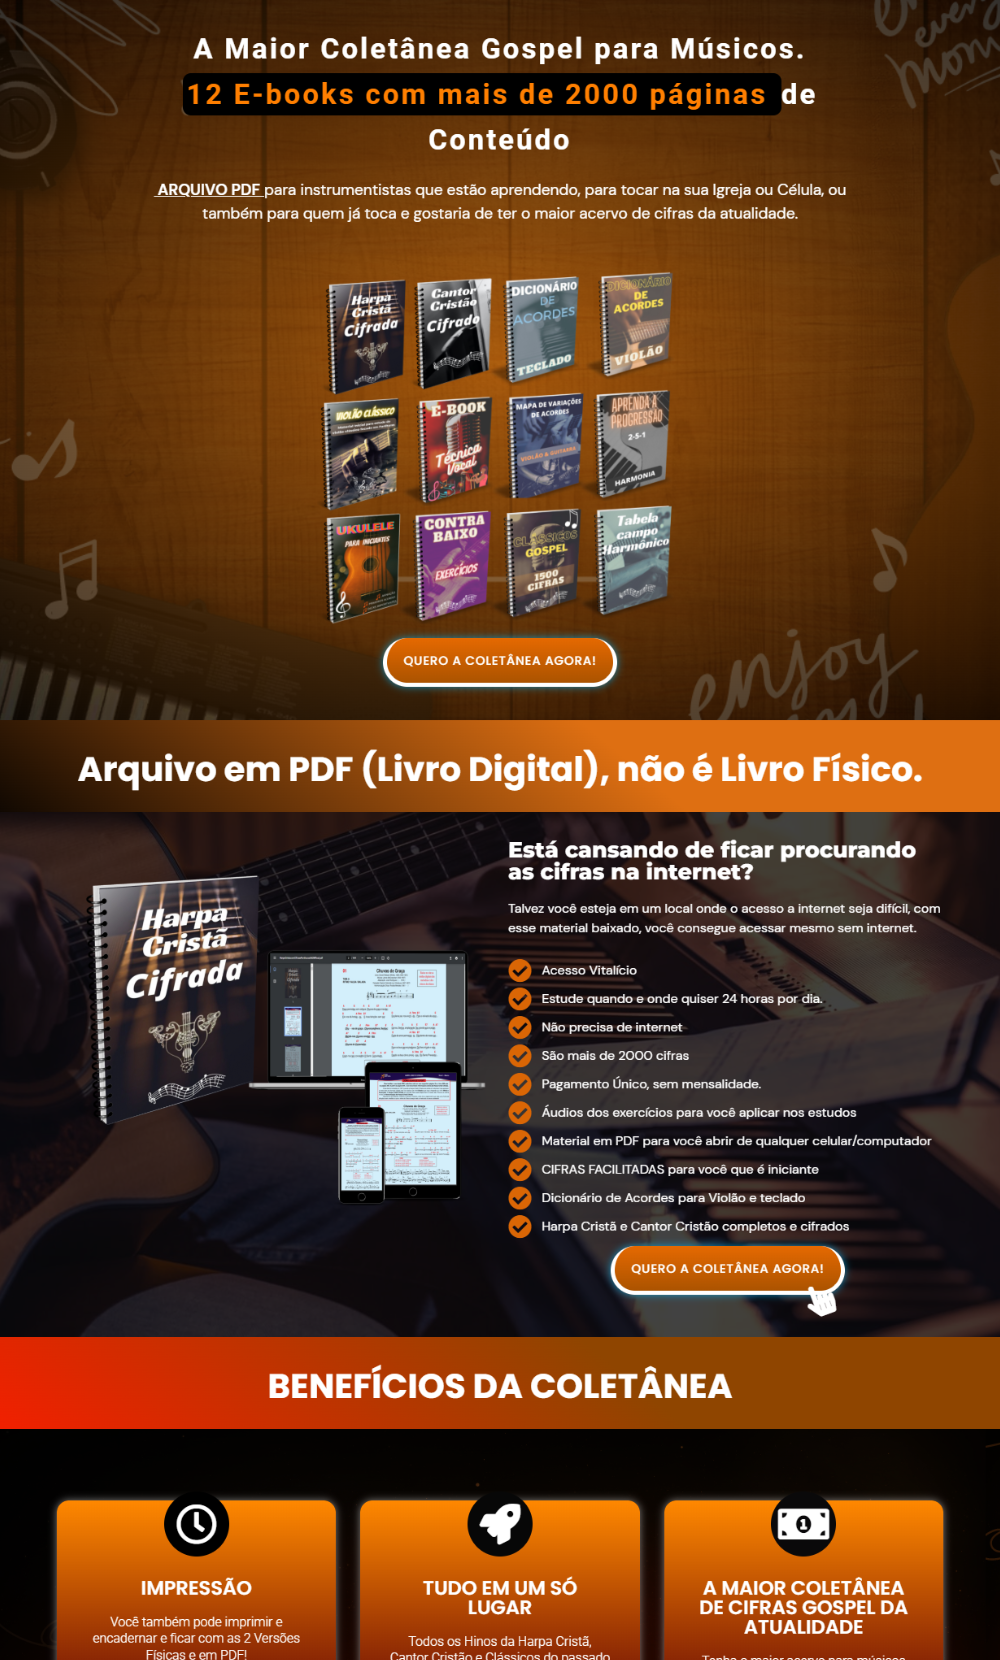 A Maior Coletânea Gospel para Músicos.
12 E-books com mais de 2000 páginas de
Conteúdo
ARQUIVO PDF para instrumentistas que estão aprendendo, para tocar na sua Igreja ou Célula, ou
também para quem já toca e gostaria de ter o maior acervo de cifras da atualidade.
Harpa
Cristã
Cifrada
Cantor
Cristão
Cifrado
DICIONÁRIO
DE
ACORDES
TECLADO
DICIONÁRIO
DE
ACORDES
VIOLÃO
VIOLÃO CLÁSSICO
E-BOOK
Técnica
Vocal
MAPA DE VARIAÇÕES
DE ACORDES
VIOLÃO & GUITARRA
APRENDA A
PROGRESSÃO
2-5-1
HARMONIA
UKULELE
PARA INICIANTES
CONTRA
BAIXO
EXERCÍCIOS
CLÁSSICOS
GOSPEL
1500
CIFRAS
Tabela
campo
Harmônico
enjoy
QUERO A COLETÂNEA AGORA!
Arquivo em PDF (Livro Digital), não é Livro Físico.
Está cansando de ficar procurando
as cifras na internet?
Talvez você esteja em um local onde o acesso a internet seja difícil, com
esse material baixado, você consegue acessar mesmo sem internet.
Harpa
Cristã
Cifrada
Chuvas de Graça
Acesso Vitalício
Estude quando e onde quiser 24 horas por dia.
Não precisa de internet
São mais de 2000 cifras
Pagamento Único, sem mensalidade.
Áudios dos exercícios para você aplicar nos estudos
Material em PDF para você abrir de qualquer celular/computador
CIFRAS FACILITADAS para você que é iniciante
Dicionário de Acordes para Violão e teclado
Harpa Cristã e Cantor Cristão completos e cifrados
QUERO A COLETÂNEA AGORA!
BENEFÍCIOS DA COLETÂNEA
IMPRESSÃO
Você também pode imprimir e
encadernar e ficar com as 2 Versões
Físicas e em PDF!
TUDO EM UM SÓ
LUGAR
Todos os Hinos da Harpa Cristã,
Cantor Cristão e Clássicos do passado
1
A MAIOR COLETÂNEA
DE CIFRAS GOSPEL DA
ATUALIDADE
Tenha o maior acervo para músicos